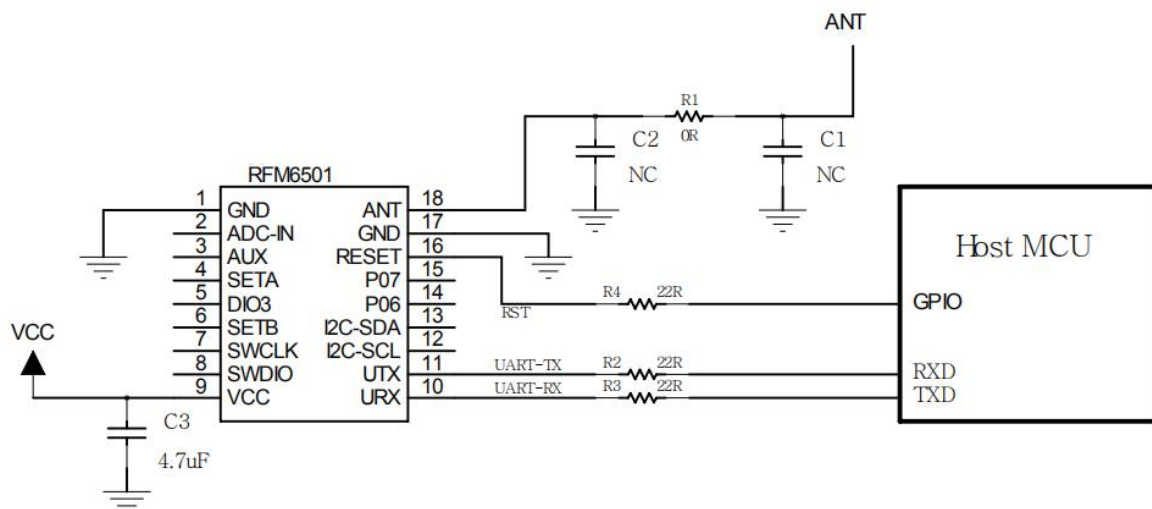 ANT
R1
0R
C2
NC
C1
NC
RFM6501
1 GND ANT 18
2 ADC-IN GND 17
3 AUX RESET 16
4 SETA P07 15
5 DIO3 P06 14
6 SETB I2C-SDA 13
7 SWCLK I2C-SCL 12
8 SWDIO UTX 11
9 VCC URX 10
VCC
C3
4.7uF
RST
R4 22R
UART-TX R2 22R
UART-RX R3 22R
Host MCU
GPIO
RXD
TXD